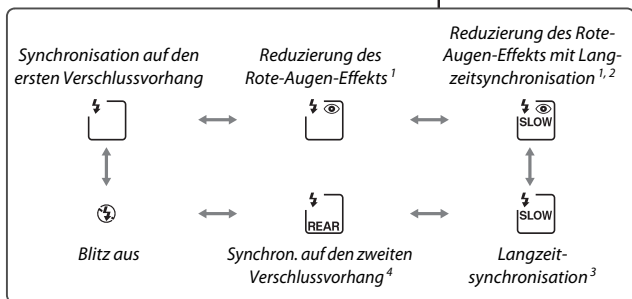 Synchronisation auf den
ersten Verschlussvorhang
Reduzierung des
Rote-Augen-Effekts 1
Reduzierung des Rote-
Augen-Effekts mit Lang-
zeitsynchronisation 1, 2
SLOW
REAR
SLOW
Blitz aus
Synchron. auf den zweiten
Verschlussvorhang 4
Langzeit-
synchronisation 3